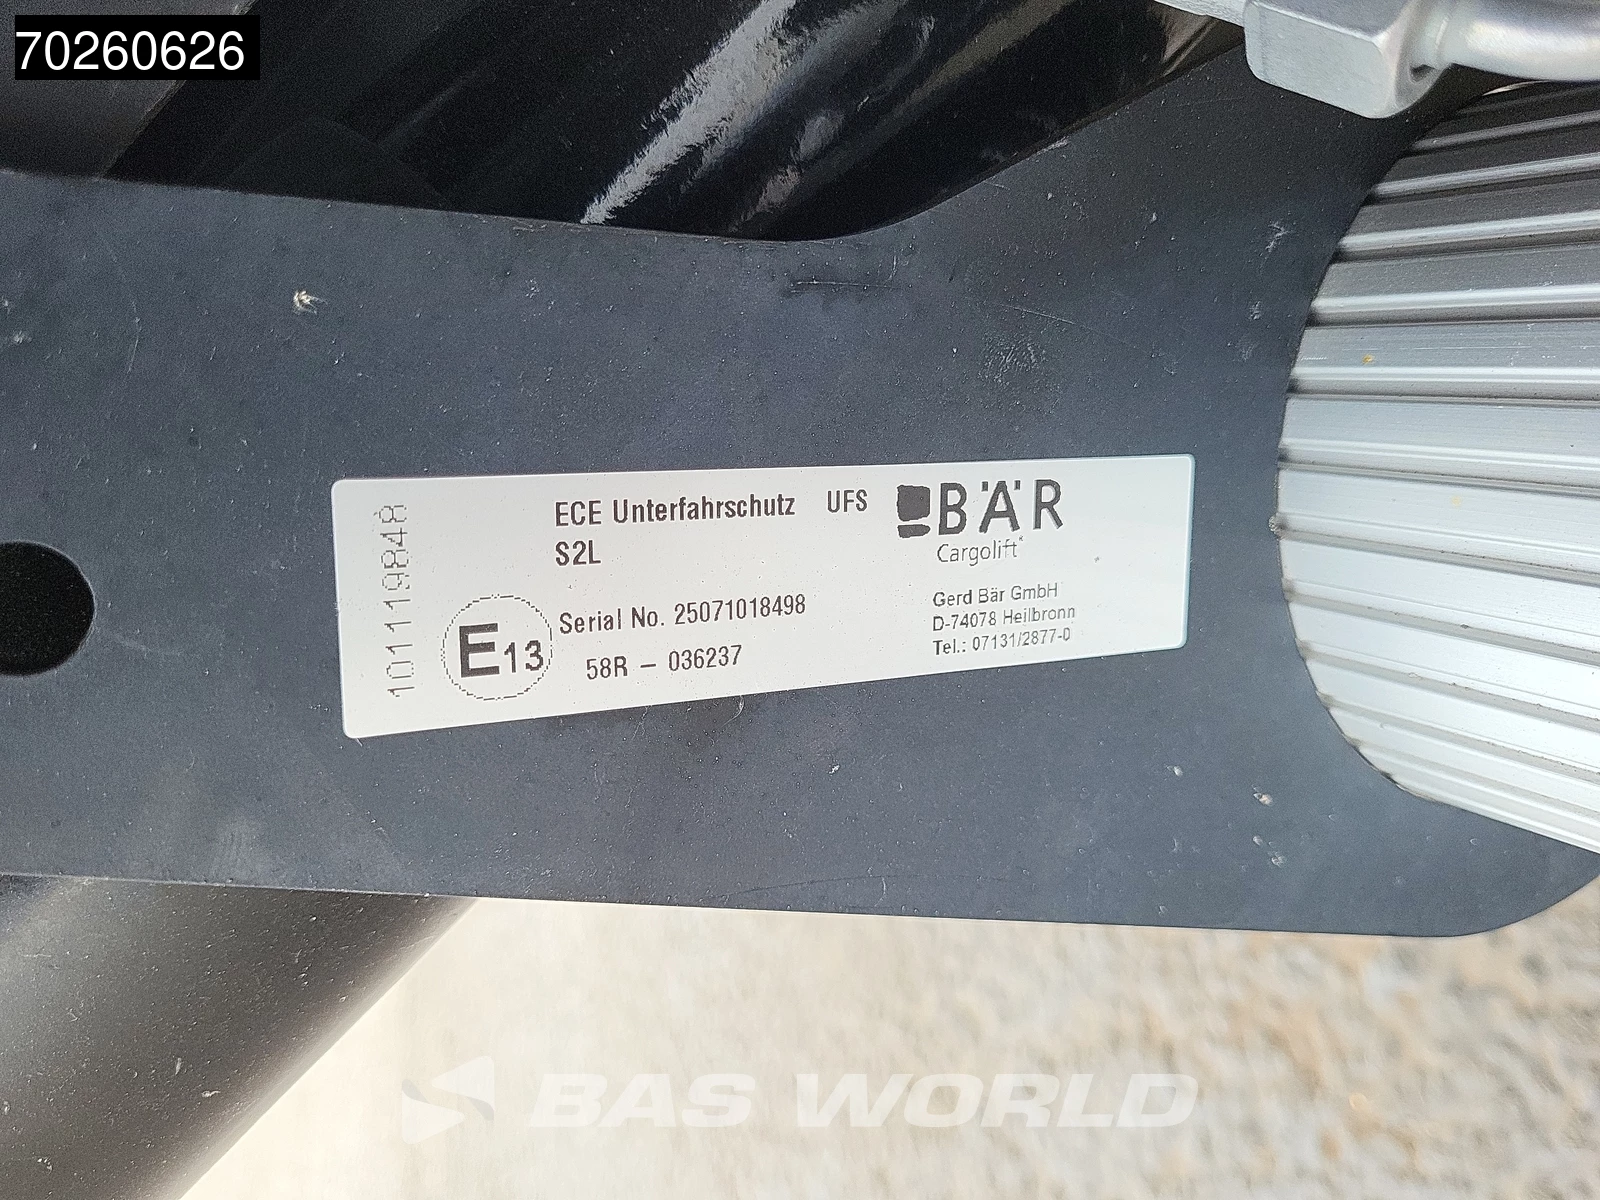 70260626
101119848
ECE Unterfahrschutz UFS
S2L
E13
Serial No. 25071018498
58R – 036237
BÄR
Cargolift
Gerd Bär GmbH
D-74078 Heilbronn
Tel.: 07131/2877-0
BAS WORLD